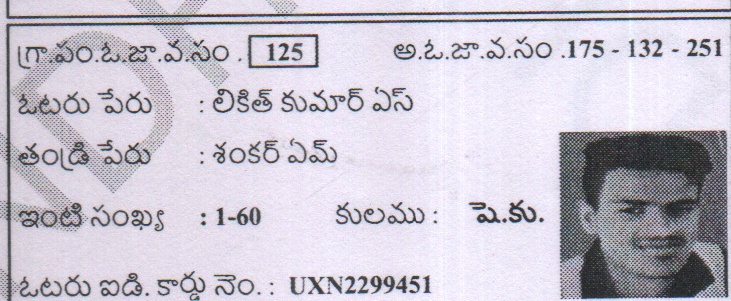 గ్రా.పం.ఓ.జా.వ.సం . 125 అ.ఓ.జా.వ.సం .175 - 132 - 251
ఓటరు పేరు : లికిత్ కుమార్ ఏస్
తండ్రి పేరు : శంకర్ ఏమ్
ఇంటి సంఖ్య : 1-60 కులము : షె.కు.
ఓటరు ఐడి. కార్డు నెం. : UXN2299451